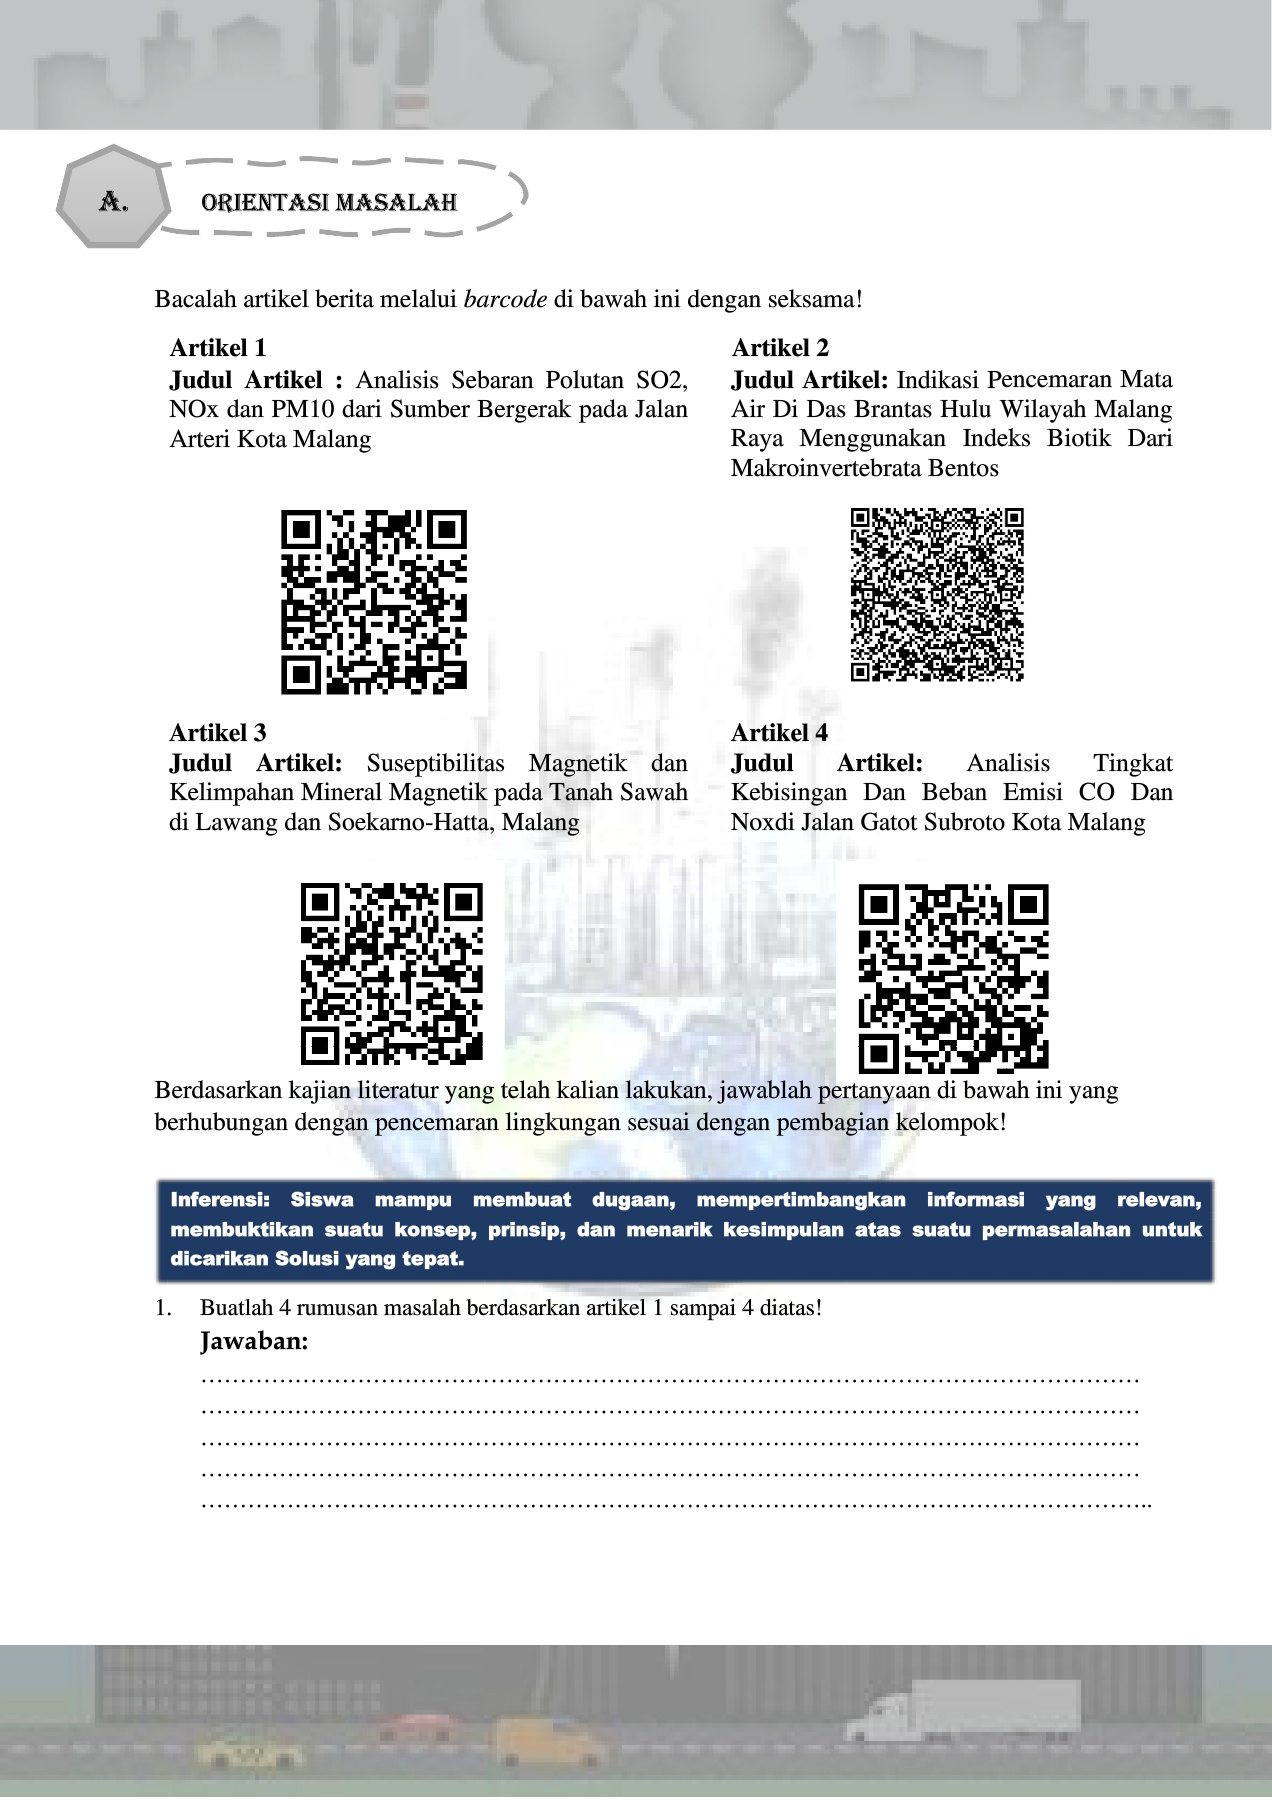 A.
ORIENTASI MASALAH
Bacalah artikel berita melalui barcode di bawah ini dengan seksama!
Artikel 1
Judul Artikel : Analisis Sebaran Polutan SO2,
NOx dan PM10 dari Sumber Bergerak pada Jalan
Arteri Kota Malang
Artikel 2
Judul Artikel: Indikasi Pencemaran Mata
Air Di Das Brantas Hulu Wilayah Malang
Raya Menggunakan Indeks Biotik Dari
Makroinvertebrata Bentos
Artikel 3
Judul Artikel: Suseptibilitas Magnetik dan
Kelimpahan Mineral Magnetik pada Tanah Sawah
di Lawang dan Soekarno-Hatta, Malang
Artikel 4
Judul Artikel: Analisis Tingkat
Kebisingan Dan Beban Emisi CO Dan
Noxdi Jalan Gatot Subroto Kota Malang
Berdasarkan kajian literatur yang telah kalian lakukan, jawablah pertanyaan di bawah ini yang
berhubungan dengan pencemaran lingkungan sesuai dengan pembagian kelompok!
Inferensi: Siswa mampu membuat dugaan, mempertimbangkan informasi yang relevan,
membuktikan suatu konsep, prinsip, dan menarik kesimpulan atas suatu permasalahan untuk
dicarikan Solusi yang tepat.
1. Buatlah 4 rumusan masalah berdasarkan artikel 1 sampai 4 diatas!
Jawaban:
…………………………………………………………………………………………………………
…………………………………………………………………………………………………………
…………………………………………………………………………………………………………
…………………………………………………………………………………………………………
…………………………………………………………………………………………………………..